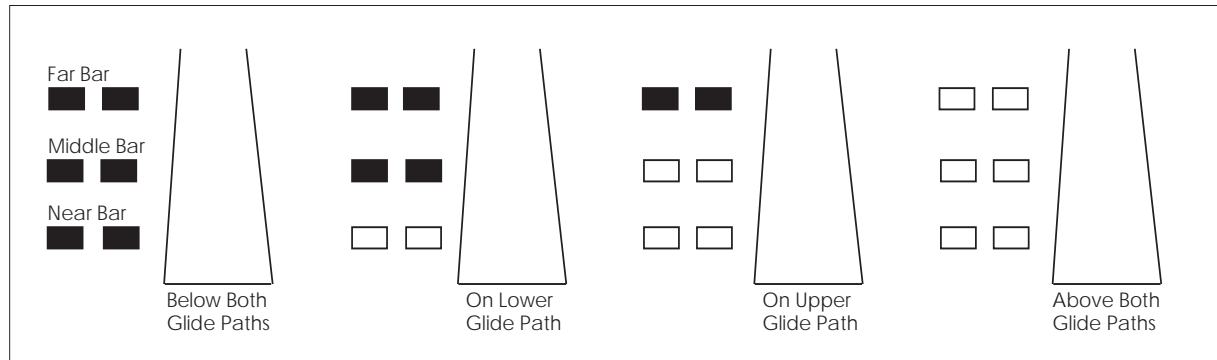 Far Bar
Middle Bar
Near Bar
Below Both
Glide Paths
On Lower
Glide Path
On Upper
Glide Path
Above Both
Glide Paths